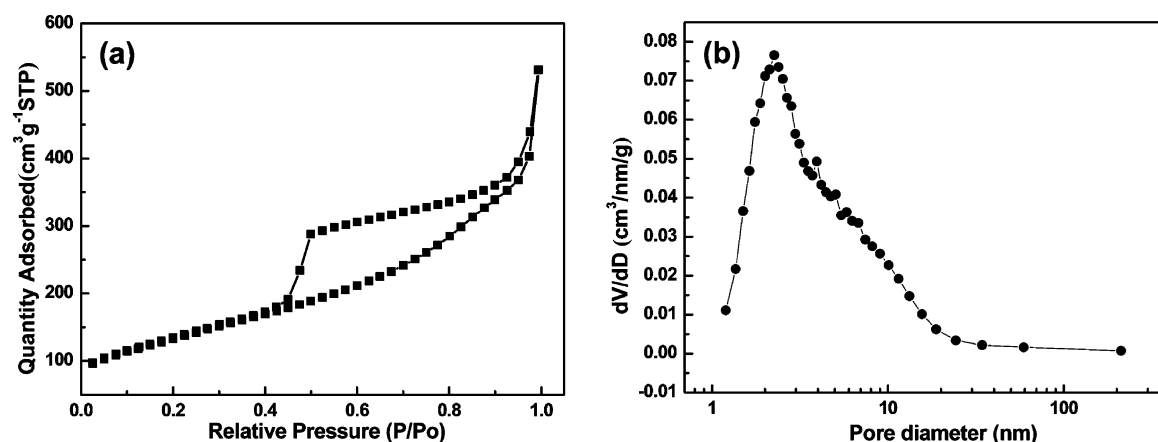 (a)
600
500
400
300
200
100
Quantity Adsorbed(cm³g⁻¹STP)
0.0 0.2 0.4 0.6 0.8 1.0
Relative Pressure (P/Po)
(b)
0.08
0.07
0.06
0.05
0.04
0.03
0.02
0.01
0.00
-0.01
dV/dD (cm³/nm/g)
1 10 100
Pore diameter (nm)